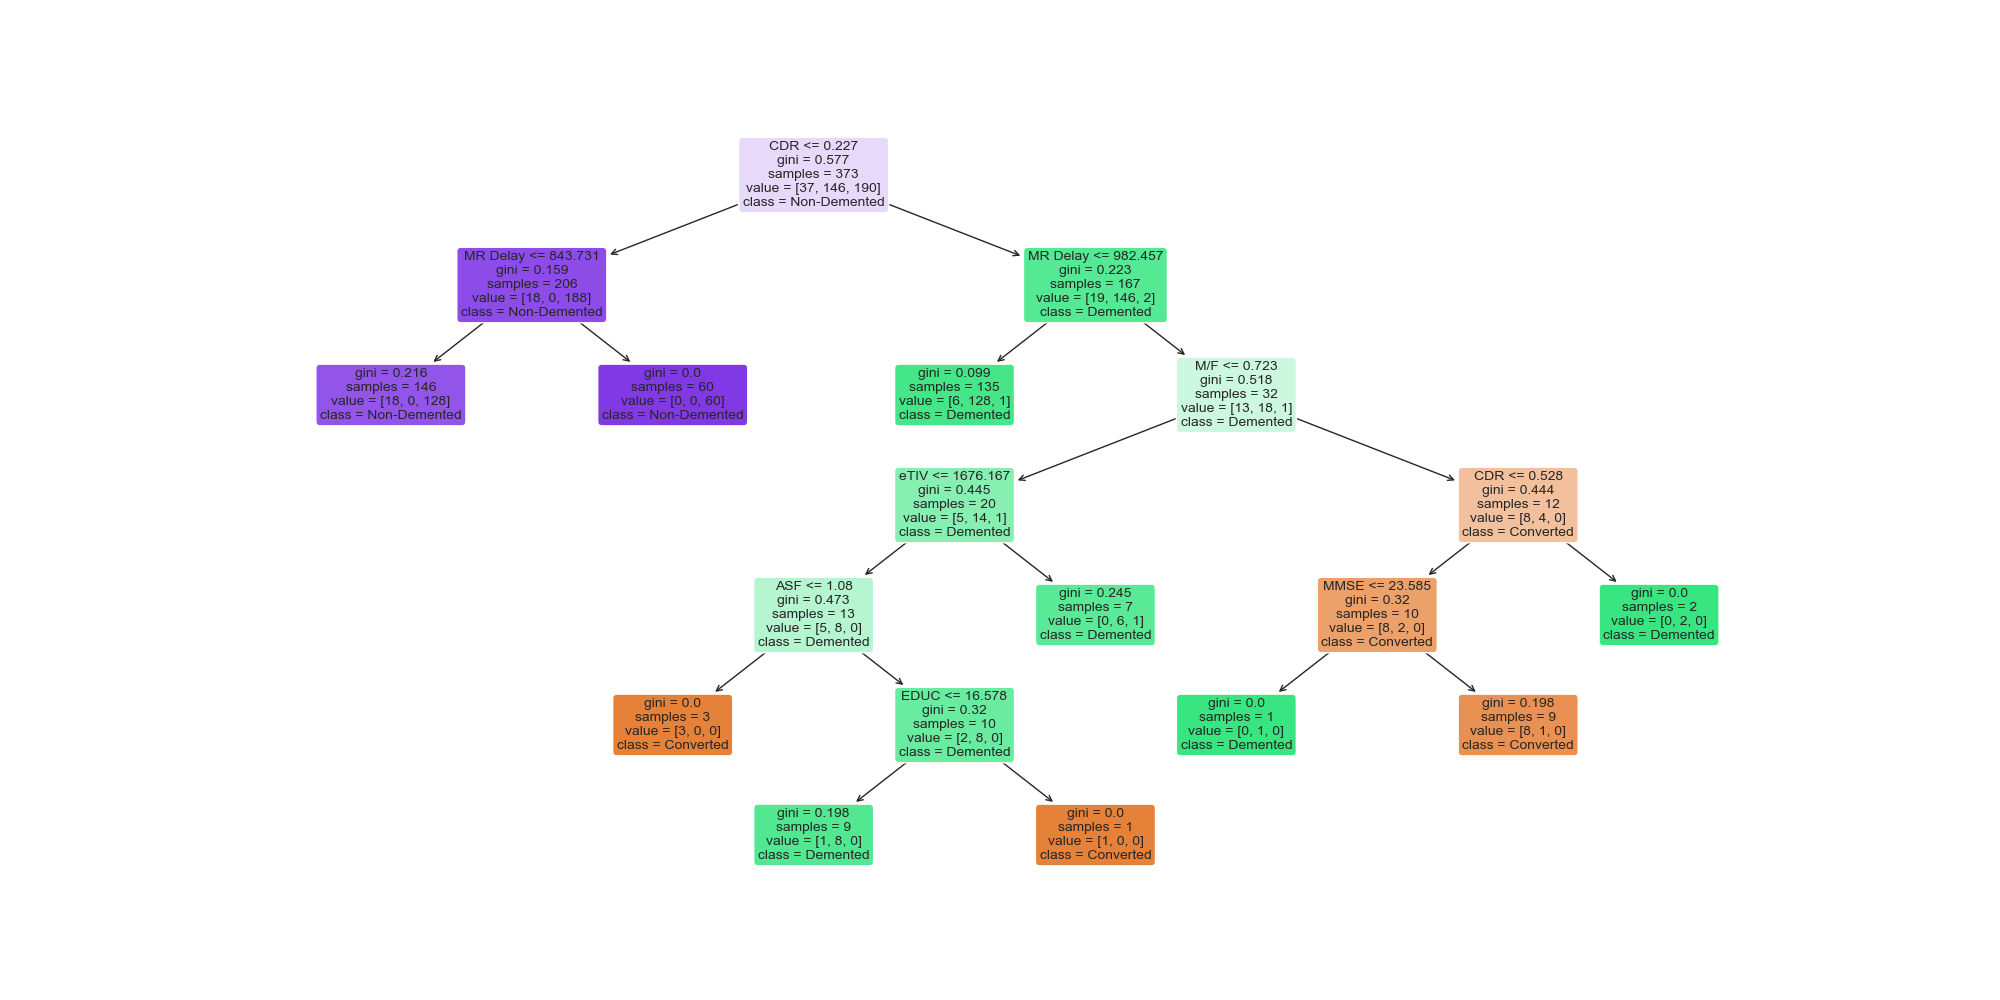 CDR <= 0.227
gini = 0.577
samples = 373
value = [37, 146, 190]
class = Non-Demented
MR Delay <= 843.731
gini = 0.159
samples = 206
value = [18, 0, 188]
class = Non-Demented
MR Delay <= 982.457
gini = 0.223
samples = 167
value = [19, 146, 2]
class = Demented
gini = 0.216
samples = 146
value = [18, 0, 128]
class = Non-Demented
gini = 0.0
samples = 60
value = [0, 0, 60]
class = Non-Demented
gini = 0.099
samples = 135
value = [6, 128, 1]
class = Demented
M/F <= 0.723
gini = 0.518
samples = 32
value = [13, 18, 1]
class = Demented
eTIV <= 1676.167
gini = 0.445
samples = 20
value = [5, 14, 1]
class = Demented
CDR <= 0.528
gini = 0.444
samples = 12
value = [8, 4, 0]
class = Converted
ASF <= 1.08
gini = 0.473
samples = 13
value = [5, 8, 0]
class = Demented
gini = 0.245
samples = 7
value = [0, 6, 1]
class = Demented
MMSE <= 23.585
gini = 0.32
samples = 10
value = [8, 2, 0]
class = Converted
gini = 0.0
samples = 2
value = [0, 2, 0]
class = Demented
gini = 0.0
samples = 3
value = [3, 0, 0]
class = Converted
EDUC <= 16.578
gini = 0.32
samples = 10
value = [2, 8, 0]
class = Demented
gini = 0.0
samples = 1
value = [0, 1, 0]
class = Demented
gini = 0.198
samples = 9
value = [8, 1, 0]
class = Converted
gini = 0.198
samples = 9
value = [1, 8, 0]
class = Demented
gini = 0.0
samples = 1
value = [1, 0, 0]
class = Converted